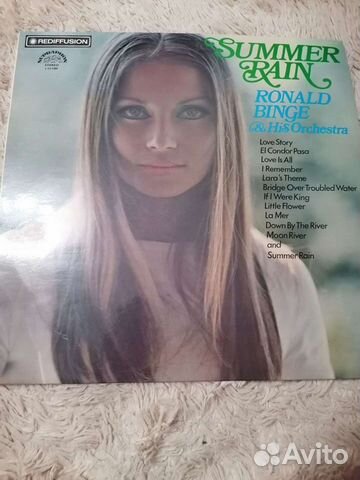 REDIFFUSION
SUPRAPHON
STEREO
SUMMER
RAIN
RONALD
BINGE
& His Orchestra
Love Story
El Condor Pasa
Love Is All
I Remember
Lara's Theme
Bridge Over Troubled Water
If I Were King
Little Flower
La Mer
Down By The River
Moon River
and
Summer Rain
Avito